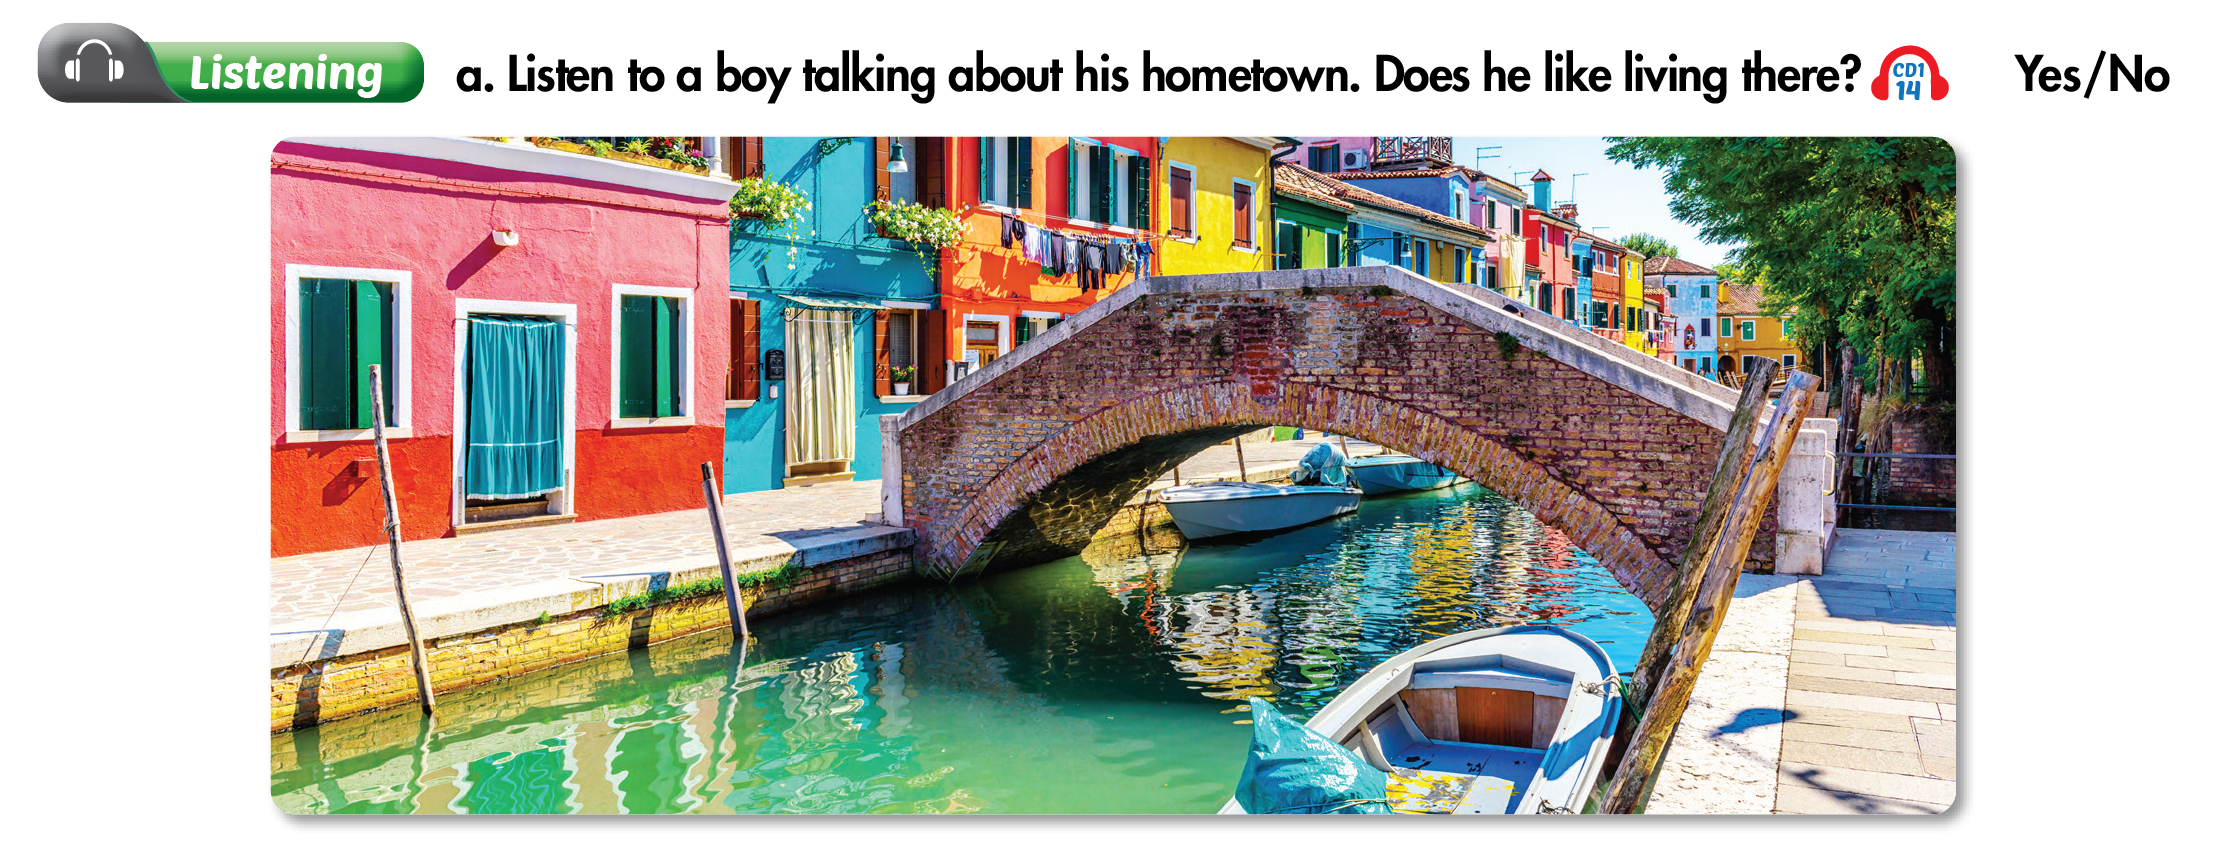 Listening a. Listen to a boy talking about his hometown. Does he like living there? CD1 14 Yes/No